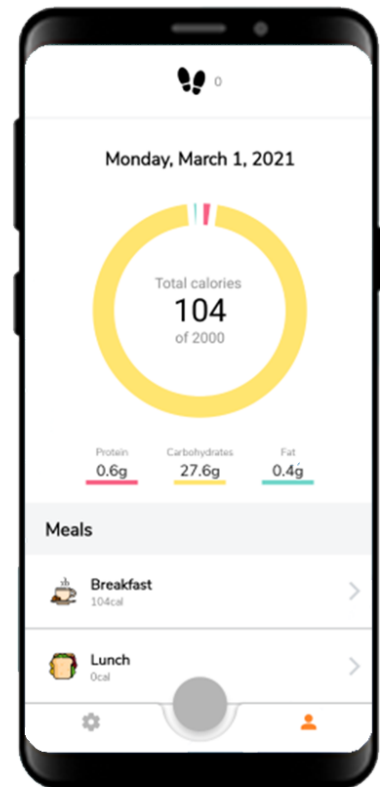 0
Monday, March 1, 2021
Total calories
104
of 2000
Protein Carbohydrates Fat
0.6g 27.6g 0.4g
Meals
Breakfast
104cal
Lunch
0cal